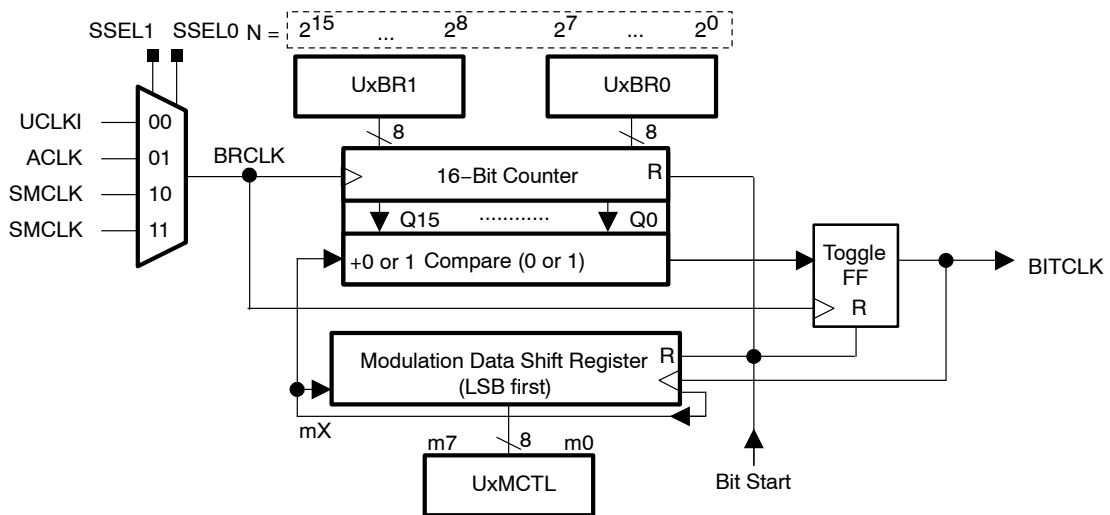 SSEL1 SSEL0 N = 2^15 ... 2^8 2^7 ... 2^0
UxBR1 UxBR0
8 8
UCLKI 00
ACLK 01
SMCLK 10
SMCLK 11
BRCLK
16−Bit Counter R
Q15 ............ Q0
+0 or 1 Compare (0 or 1)
Toggle
FF
R
BITCLK
Modulation Data Shift Register R
(LSB first)
mX
m7 8 m0
UxMCTL
Bit Start